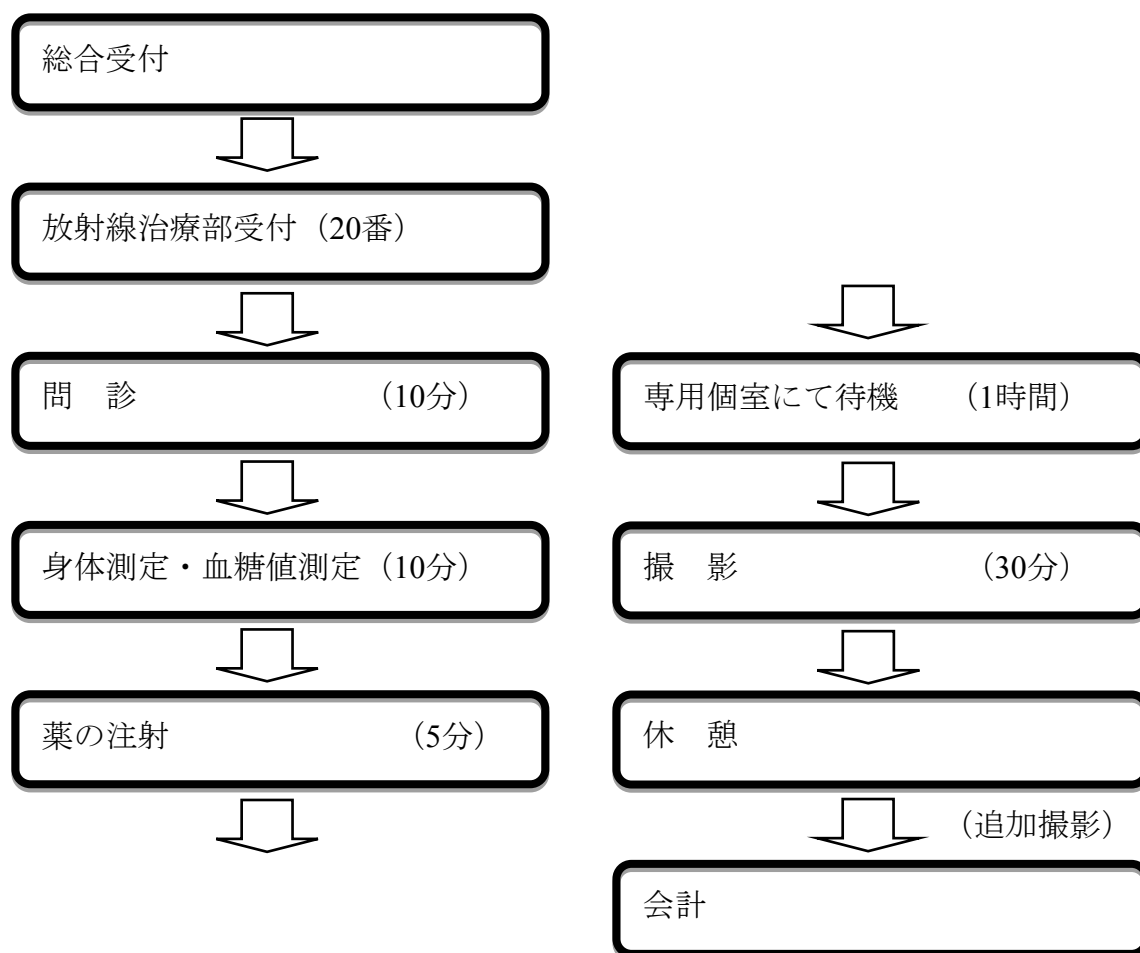 総合受付
放射線治療部受付（20番）
問　診　（10分）
身体測定・血糖値測定（10分）
薬の注射　（5分）
専用個室にて待機　（1時間）
撮　影　（30分）
休　憩
（追加撮影）
会計